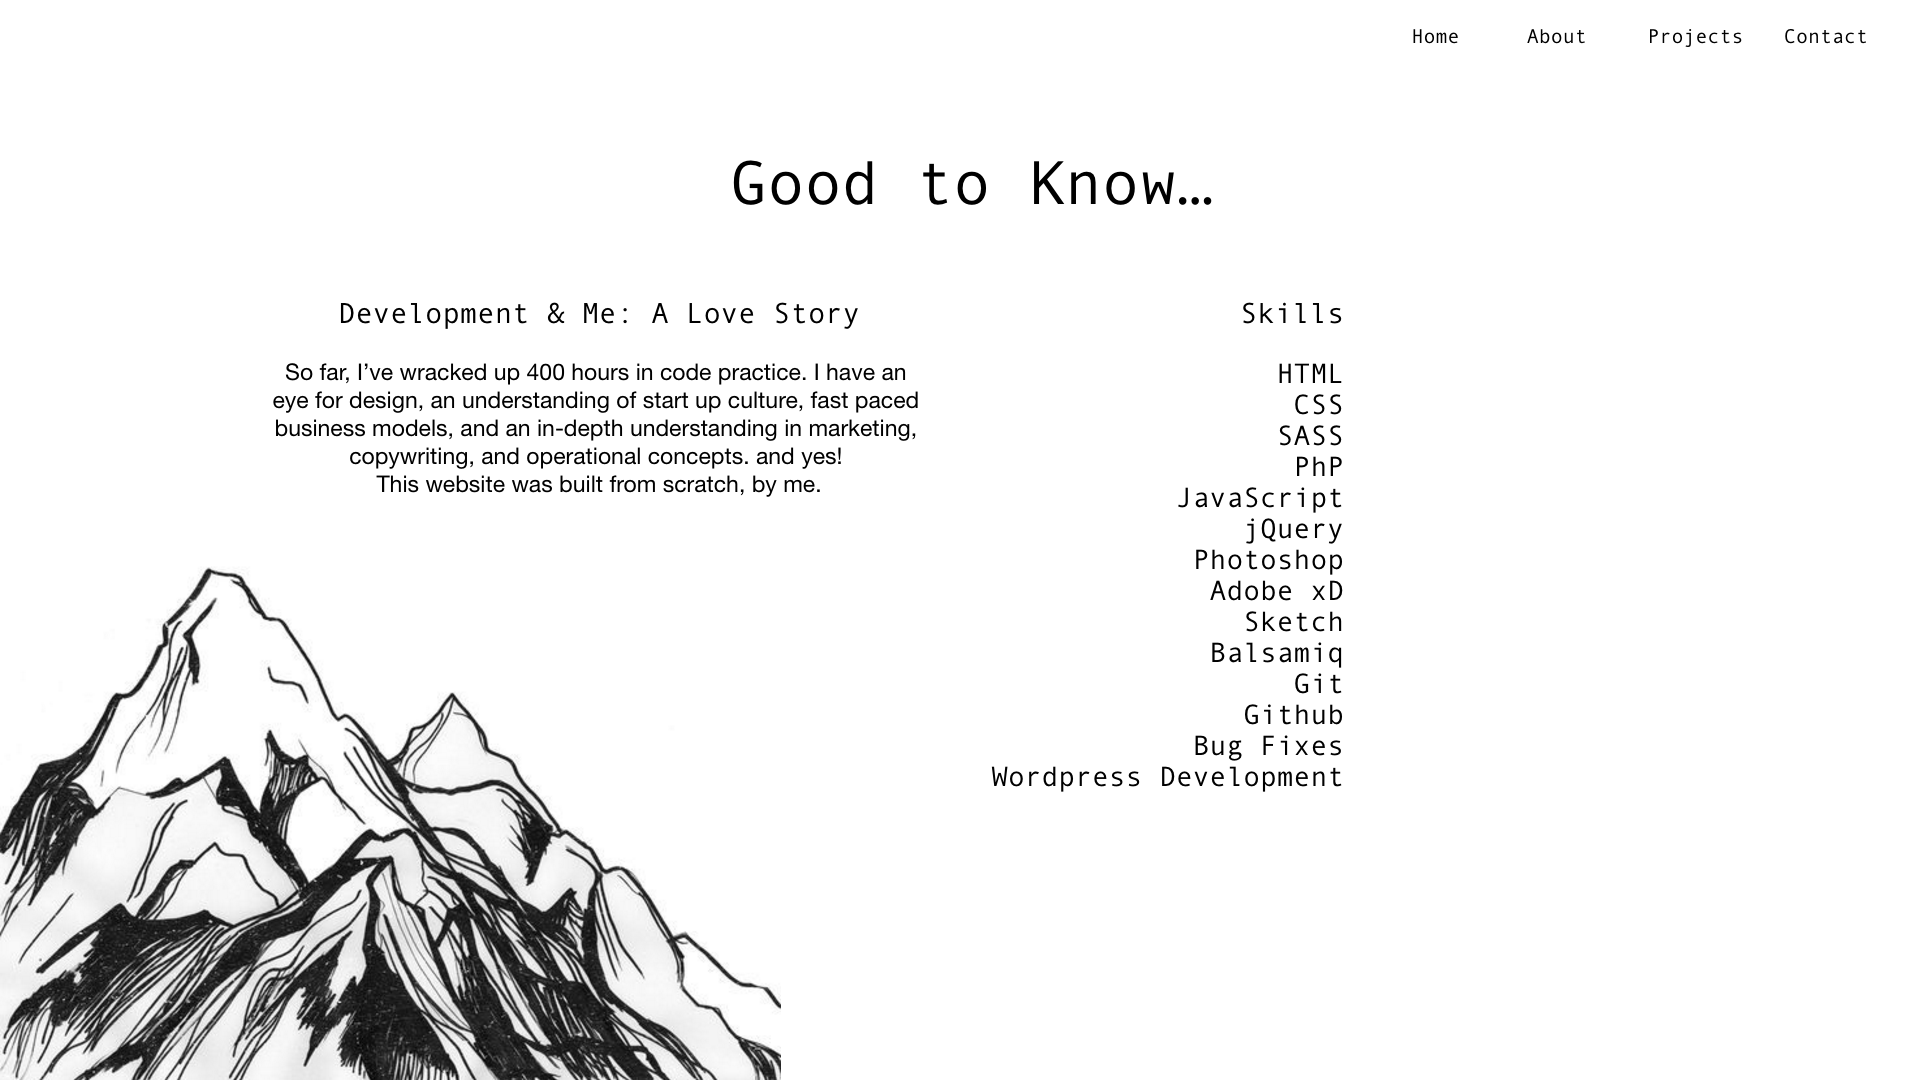 Home About Projects Contact
Good to Know…
Development & Me: A Love Story
So far, I’ve wracked up 400 hours in code practice. I have an
eye for design, an understanding of start up culture, fast paced
business models, and an in-depth understanding in marketing,
copywriting, and operational concepts. and yes!
This website was built from scratch, by me.
Skills
HTML
CSS
SASS
PhP
JavaScript
jQuery
Photoshop
Adobe xD
Sketch
Balsamiq
Git
Github
Bug Fixes
Wordpress Development